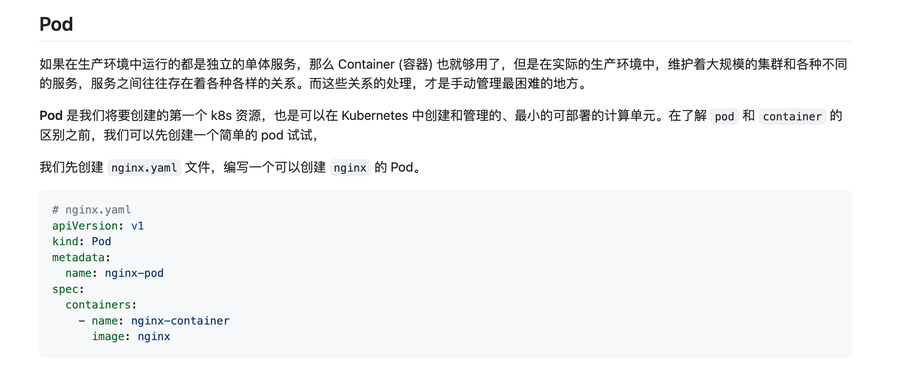 Pod
如果在生产环境中运行的都是独立的单体服务，那么 Container (容器) 也就够用了，但是在实际的生产环境中，维护着大规模的集群和各种不同
的服务，服务之间往往存在着各种各样的关系。而这些关系的处理，才是手动管理最困难的地方。
Pod 是我们将要创建的第一个 k8s 资源，也是可以在 Kubernetes 中创建和管理的、最小的可部署的计算单元。在了解 pod 和 container 的
区别之前，我们可以先创建一个简单的 pod 试试，
我们先创建 nginx.yaml 文件，编写一个可以创建 nginx 的 Pod。
# nginx.yaml
apiVersion: v1
kind: Pod
metadata:
  name: nginx-pod
spec:
  containers:
    - name: nginx-container
      image: nginx